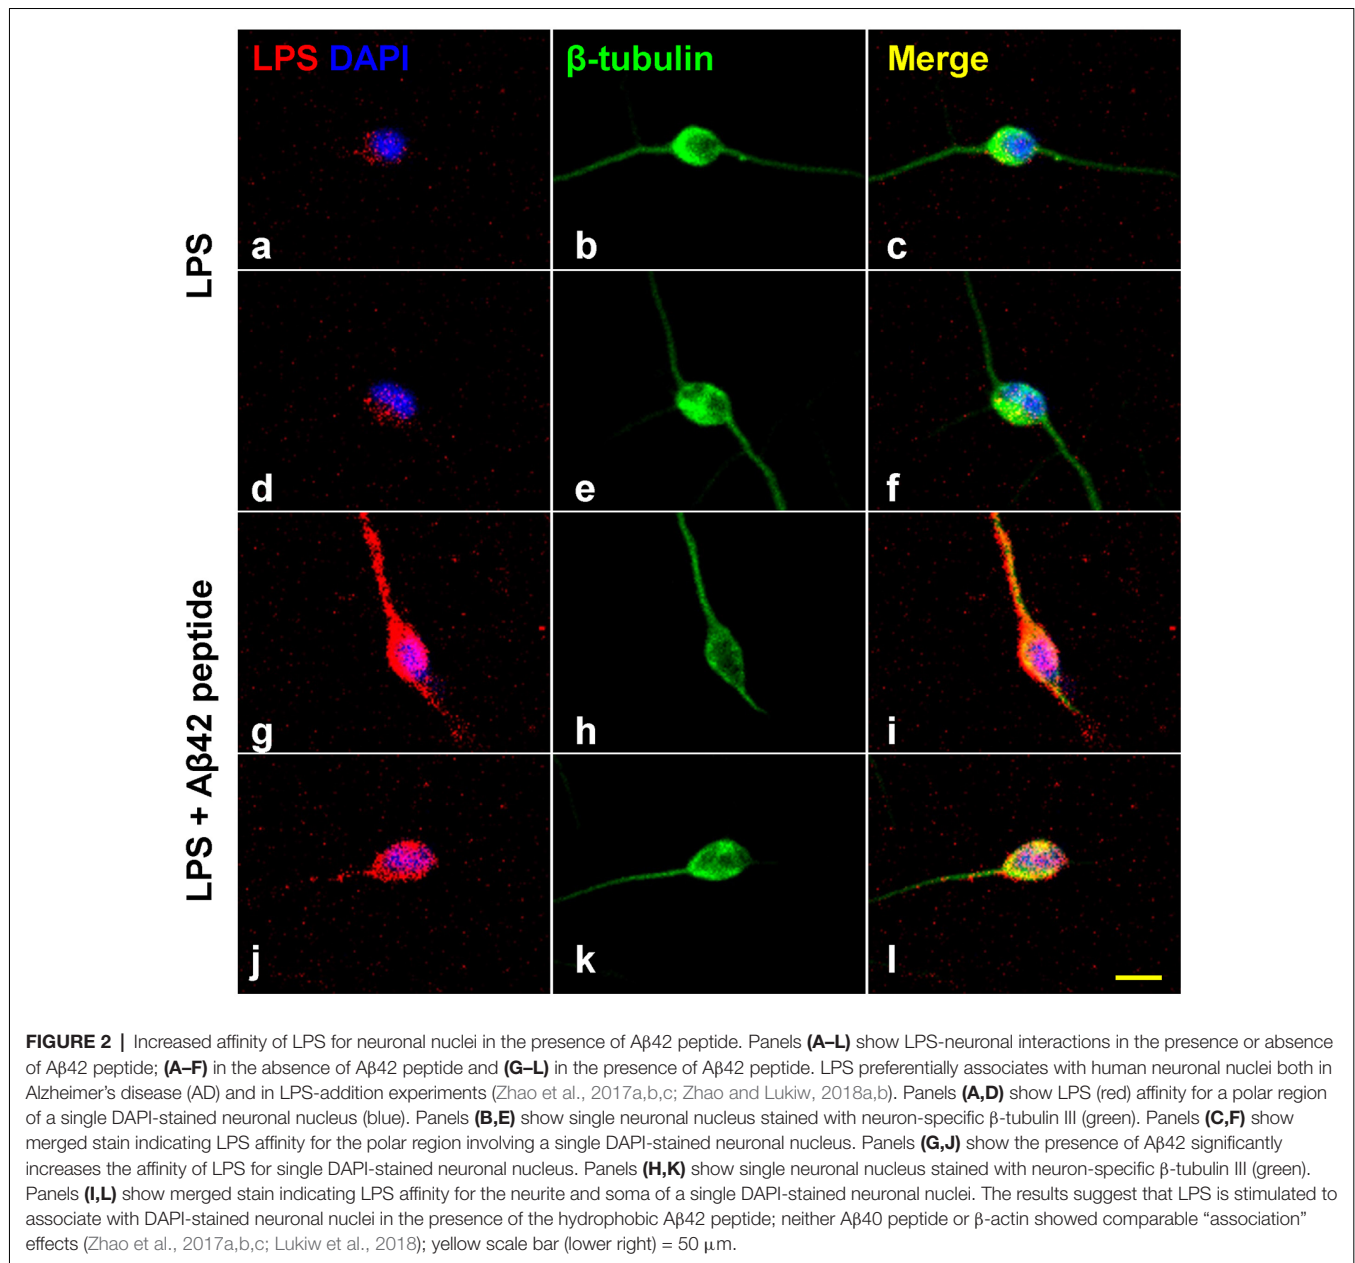 LPS DAPI
β-tubulin
Merge
LPS
a
b
c
d
e
f
LPS + Aβ42 peptide
g
h
i
j
k
l
FIGURE 2 | Increased affinity of LPS for neuronal nuclei in the presence of Aβ42 peptide. Panels (A–L) show LPS-neuronal interactions in the presence or absence
of Aβ42 peptide; (A–F) in the absence of Aβ42 peptide and (G–L) in the presence of Aβ42 peptide. LPS preferentially associates with human neuronal nuclei both in
Alzheimer’s disease (AD) and in LPS-addition experiments (Zhao et al., 2017a,b,c; Zhao and Lukiw, 2018a,b). Panels (A,D) show LPS (red) affinity for a polar region
of a single DAPI-stained neuronal nucleus (blue). Panels (B,E) show single neuronal nucleus stained with neuron-specific β-tubulin III (green). Panels (C,F) show
merged stain indicating LPS affinity for the polar region involving a single DAPI-stained neuronal nucleus. Panels (G,J) show the presence of Aβ42 significantly
increases the affinity of LPS for single DAPI-stained neuronal nucleus. Panels (H,K) show single neuronal nucleus stained with neuron-specific β-tubulin III (green).
Panels (I,L) show merged stain indicating LPS affinity for the neurite and soma of a single DAPI-stained neuronal nuclei. The results suggest that LPS is stimulated to
associate with DAPI-stained neuronal nuclei in the presence of the hydrophobic Aβ42 peptide; neither Aβ40 peptide or β-actin showed comparable “association”
effects (Zhao et al., 2017a,b,c; Lukiw et al., 2018); yellow scale bar (lower right) = 50 μm.